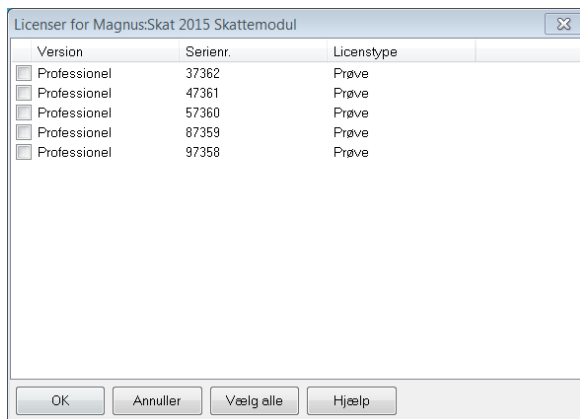 Licenser for Magnus:Skat 2015 Skattemodul
Version Serienr. Licenstype
Professionel 37362 Prøve
Professionel 47361 Prøve
Professionel 57360 Prøve
Professionel 87359 Prøve
Professionel 97358 Prøve
OK Annuller Vælg alle Hjælp